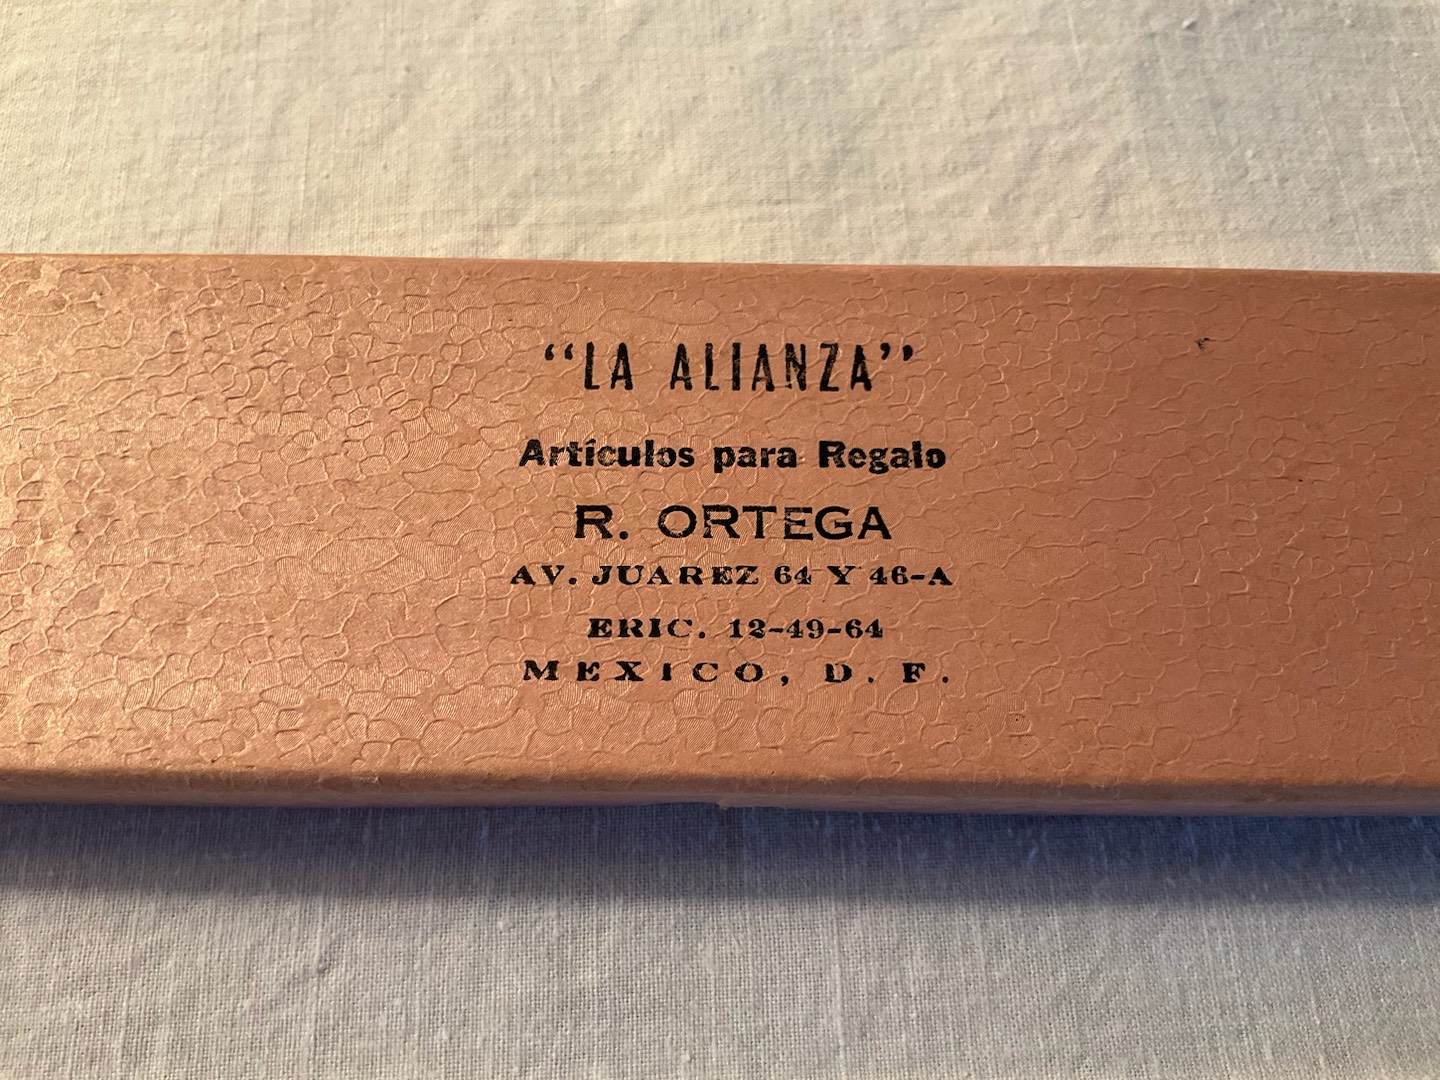 “LA ALIANZA”
Artículos para Regalo
R. ORTEGA
AV. JUAREZ 64 Y 46-A
ERIC. 12-49-64
MEXICO, D. F.